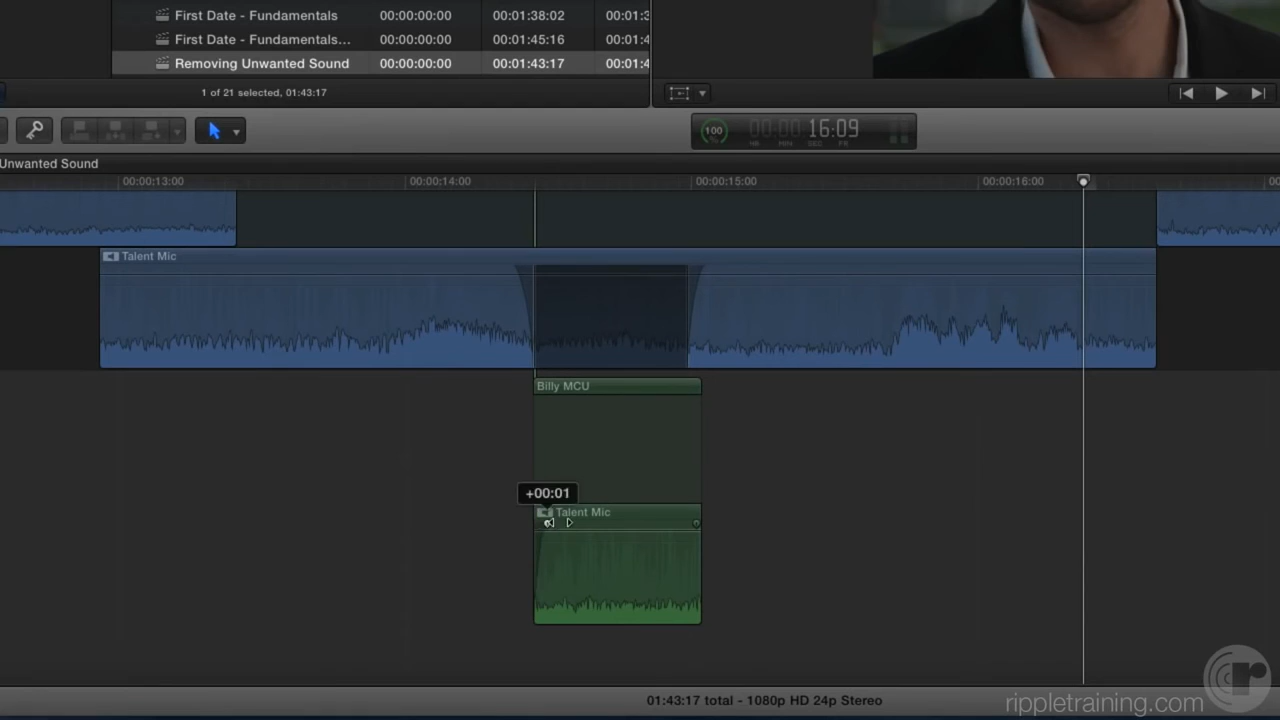 First Date - Fundamentals 00:00:00:00 00:01:38:02 00:01:3
First Date - Fundamentals... 00:00:00:00 00:01:45:16 00:01:4
Removing Unwanted Sound 00:00:00:00 00:01:43:17 00:01:4
1 of 21 selected, 01:43:17
100 00:00:16:09
% HR MIN SEC FR
Unwanted Sound
00:00:13:00 00:00:14:00 00:00:15:00 00:00:16:00 00
Talent Mic
Billy MCU
+00:01
Talent Mic
01:43:17 total - 1080p HD 24p Stereo
rippletraining.com